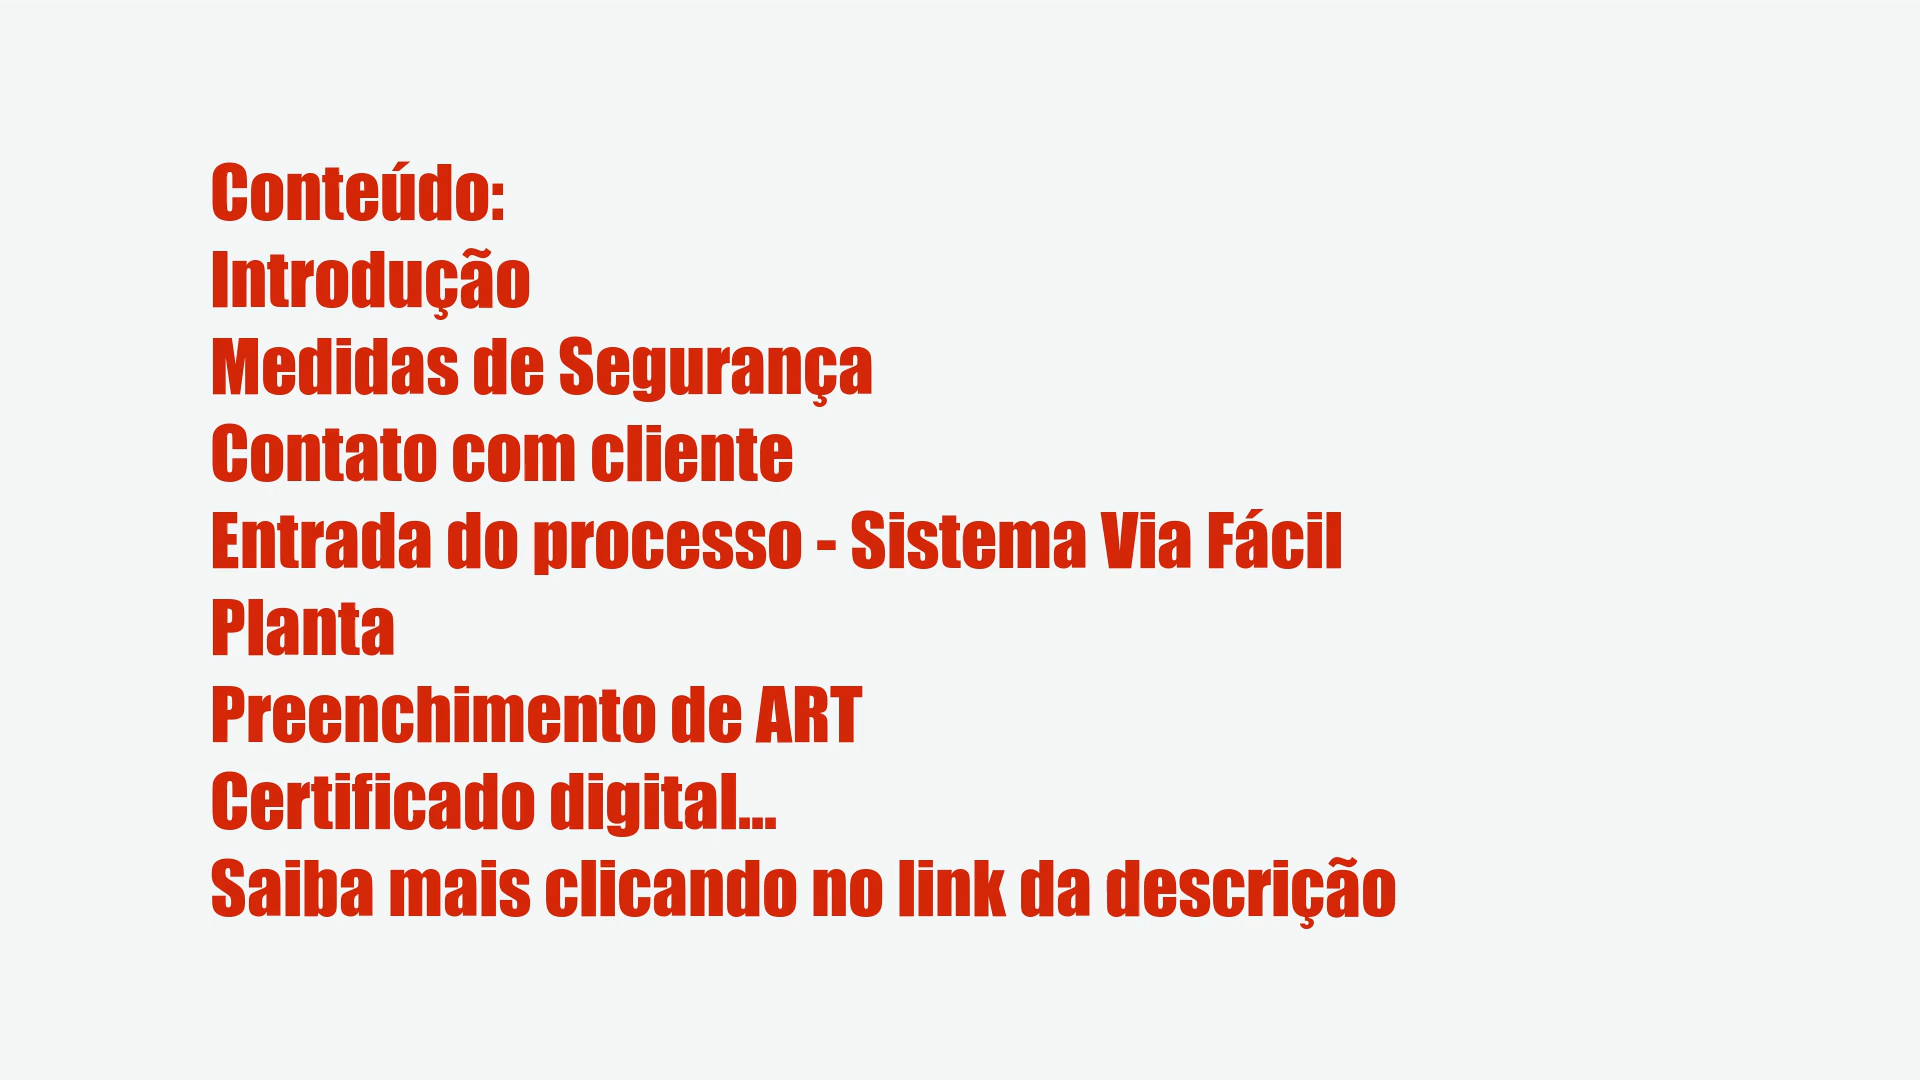 Conteúdo:
Introdução
Medidas de Segurança
Contato com cliente
Entrada do processo - Sistema Via Fácil
Planta
Preenchimento de ART
Certificado digital...
Saiba mais clicando no link da descrição